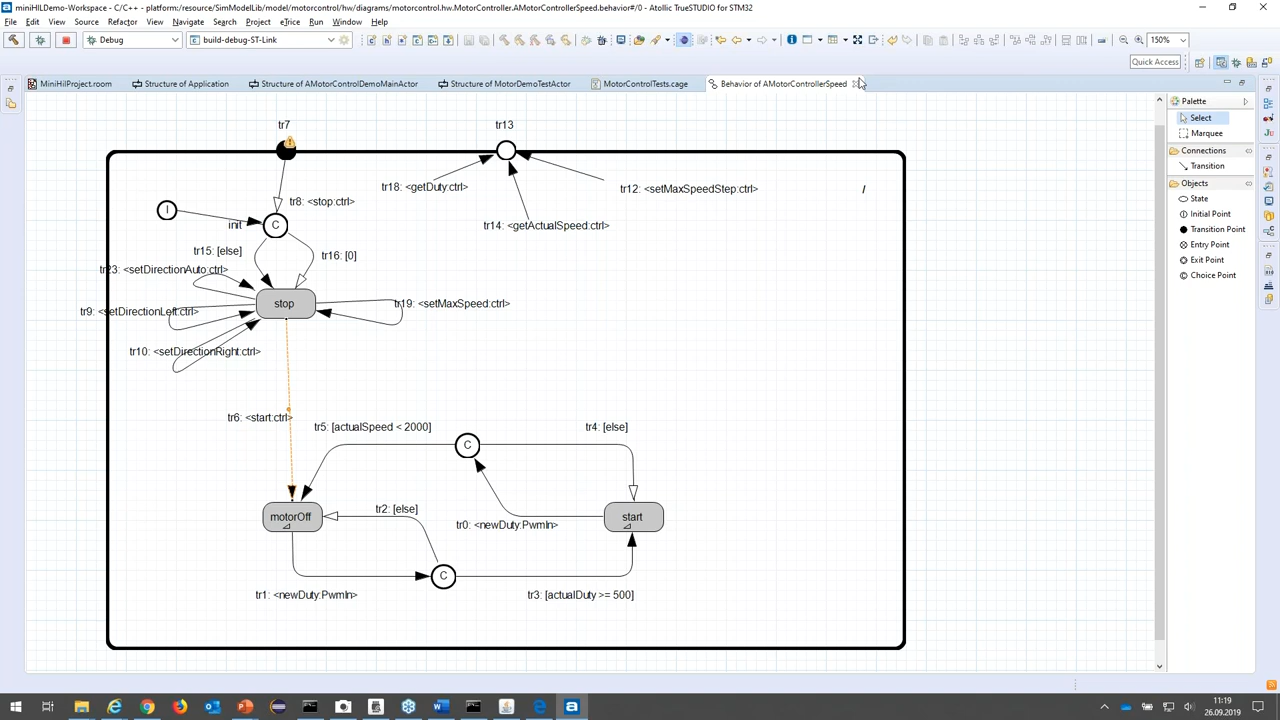 miniHILDemo-Workspace - C/C++ - platform:/resource/SimModelLib/model/motorcontrol/hw/diagrams/motorcontrol.hw.MotorController.AMotorControllerSpeed.behavior#/0 - Atollic TrueSTUDIO for STM32
File Edit View Source Refactor View Navigate Search Project eTrice Run Window Help
Debug build-debug-ST-Link 150%
Quick Access
MiniHilProject.room Structure of Application Structure of AMotorControlDemoMainActor Structure of MotorDemoTestActor MotorControlTests.cage Behavior of AMotorControllerSpeed
Palette
Select
Marquee
Connections
Transition
Objects
State
Initial Point
Transition Point
Entry Point
Exit Point
Choice Point
tr7
tr13
tr18: <getDuty:ctrl>
tr12: <setMaxSpeedStep:ctrl>
/
tr8: <stop:ctrl>
I
init
C
tr14: <getActualSpeed:ctrl>
tr15: [else]
tr16: [0]
tr23: <setDirectionAuto:ctrl>
stop
tr19: <setMaxSpeed:ctrl>
tr9: <setDirectionLeft:ctrl>
tr10: <setDirectionRight:ctrl>
tr6: <start:ctrl>
tr5: [actualSpeed < 2000]
tr4: [else]
C
tr2: [else]
motorOff
start
tr0: <newDuty:PwmIn>
C
tr1: <newDuty:PwmIn>
tr3: [actualDuty >= 500]
11:19
26.09.2019